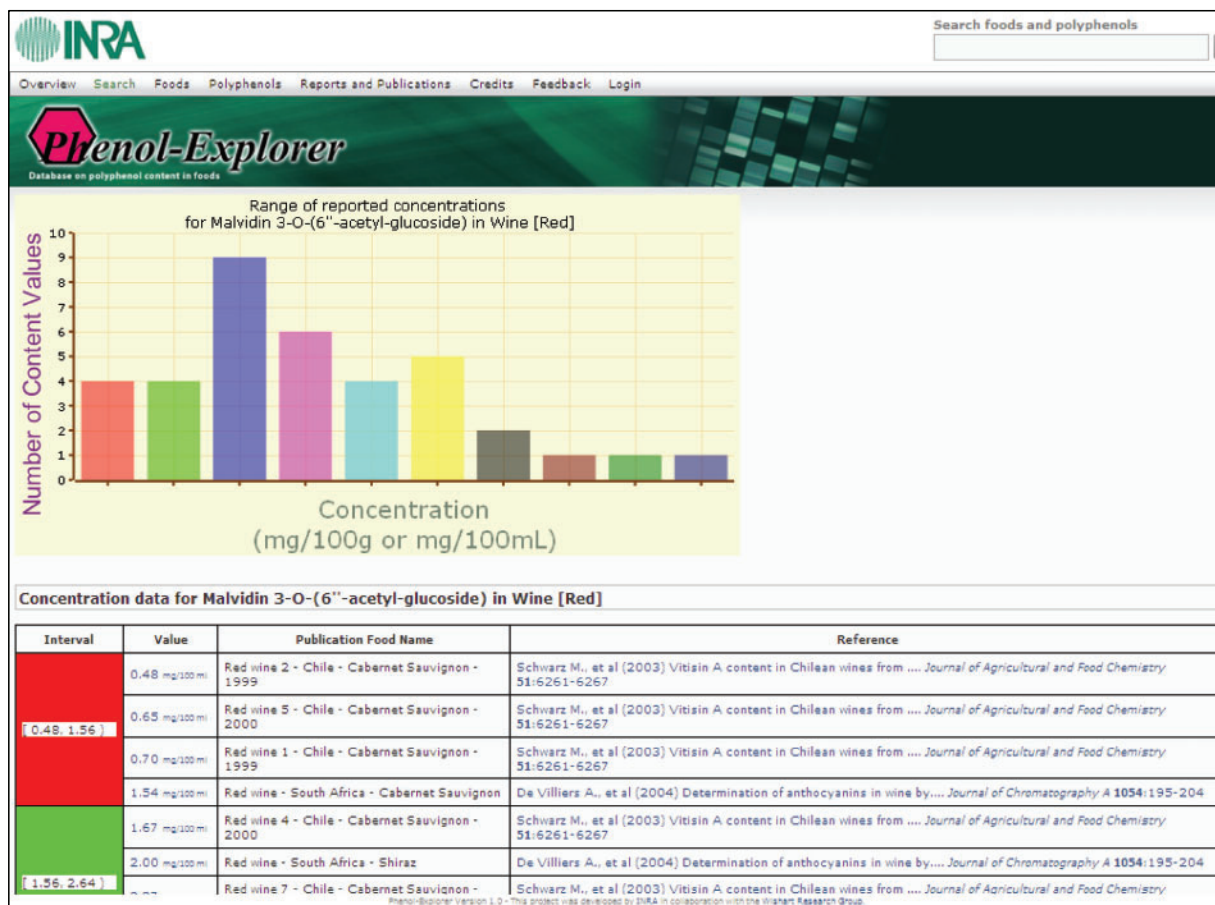 INRA
Search foods and polyphenols
Overview Search Foods Polyphenols Reports and Publications Credits Feedback Login
Phenol-Explorer
Database on polyphenol content in foods
Range of reported concentrations
for Malvidin 3-O-(6''-acetyl-glucoside) in Wine [Red]
Number of Content Values
10
9
8
7
6
5
4
3
2
1
0
Concentration
(mg/100g or mg/100mL)
Concentration data for Malvidin 3-O-(6''-acetyl-glucoside) in Wine [Red]
Interval Value Publication Food Name Reference
[ 0.48, 1.56 )
0.48 mg/100 ml Red wine 2 - Chile - Cabernet Sauvignon - Schwarz M., et al (2003) Vitisin A content in Chilean wines from .... Journal of Agricultural and Food Chemistry
1999 51:6261-6267
0.65 mg/100 ml Red wine 5 - Chile - Cabernet Sauvignon - Schwarz M., et al (2003) Vitisin A content in Chilean wines from .... Journal of Agricultural and Food Chemistry
2000 51:6261-6267
0.70 mg/100 ml Red wine 1 - Chile - Cabernet Sauvignon - Schwarz M., et al (2003) Vitisin A content in Chilean wines from .... Journal of Agricultural and Food Chemistry
1999 51:6261-6267
1.54 mg/100 ml Red wine - South Africa - Cabernet Sauvignon De Villiers A., et al (2004) Determination of anthocyanins in wine by.... Journal of Chromatography A 1054:195-204
[ 1.56, 2.64 )
1.67 mg/100 ml Red wine 4 - Chile - Cabernet Sauvignon - Schwarz M., et al (2003) Vitisin A content in Chilean wines from .... Journal of Agricultural and Food Chemistry
2000 51:6261-6267
2.00 mg/100 ml Red wine - South Africa - Shiraz De Villiers A., et al (2004) Determination of anthocyanins in wine by.... Journal of Chromatography A 1054:195-204
Red wine 7 - Chile - Cabernet Sauvignon - Schwarz M., et al (2003) Vitisin A content in Chilean wines from .... Journal of Agricultural and Food Chemistry
Phenol-Explorer Version 1.0 - This project was developed by INRA in collaboration with the Wishart Research Group.